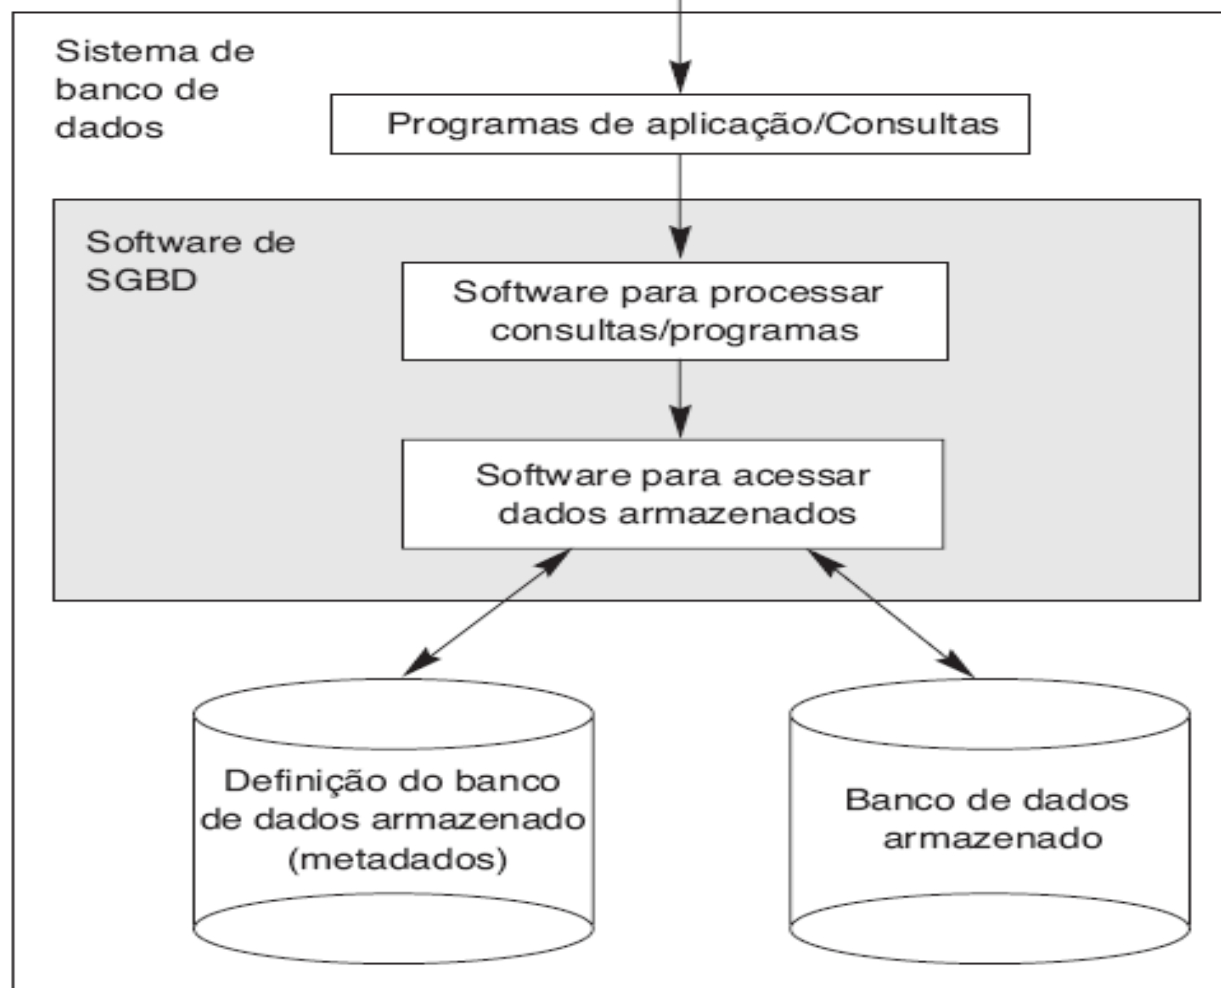 Sistema de
banco de
dados
Programas de aplicação/Consultas
Software de
SGBD
Software para processar
consultas/programas
Software para acessar
dados armazenados
Definição do banco
de dados armazenado
(metadados)
Banco de dados
armazenado